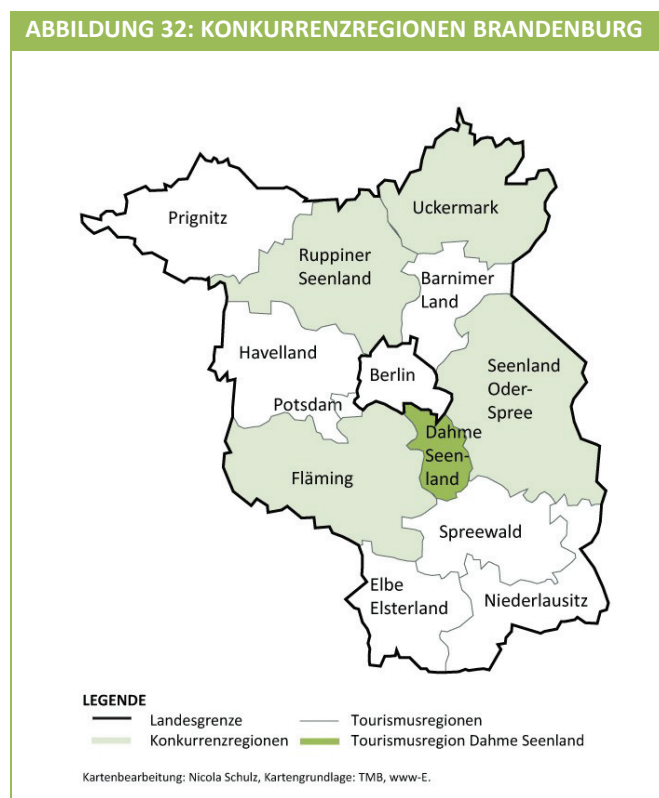 ABBILDUNG 32: KONKURRENZREGIONEN BRANDENBURG
Prignitz
Uckermark
Ruppiner
Seenland
Barnimer
Land
Havelland
Berlin
Seenland
Oder-
Spree
Potsdam
Dahme
Seen-
land
Fläming
Spreewald
Elbe
Elsterland
Niederlausitz
LEGENDE
Landesgrenze
Tourismusregionen
Konkurrenzregionen
Tourismusregion Dahme Seenland
Kartenbearbeitung: Nicola Schulz, Kartengrundlage: TMB, www-E.